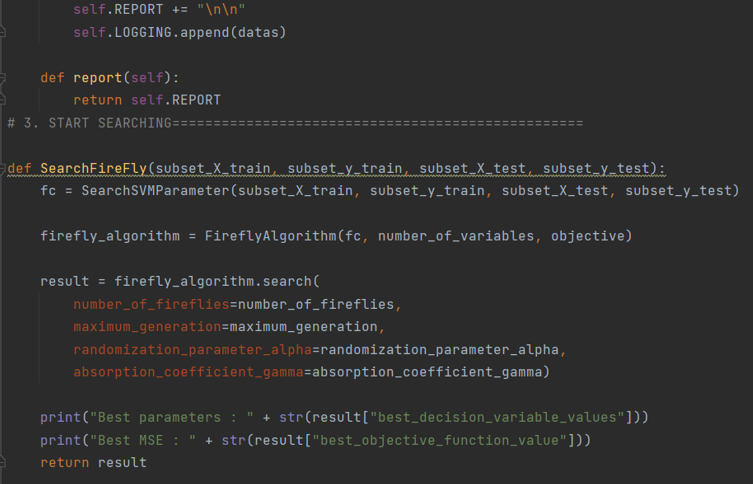 self.REPORT += "\n\n"
self.LOGGING.append(datas)
def report(self):
return self.REPORT
# 3. START SEARCHING==================================================
def SearchFireFly(subset_X_train, subset_y_train, subset_X_test, subset_y_test):
fc = SearchSVMParameter(subset_X_train, subset_y_train, subset_X_test, subset_y_test)
firefly_algorithm = FireflyAlgorithm(fc, number_of_variables, objective)
result = firefly_algorithm.search(
number_of_fireflies=number_of_fireflies,
maximum_generation=maximum_generation,
randomization_parameter_alpha=randomization_parameter_alpha,
absorption_coefficient_gamma=absorption_coefficient_gamma)
print("Best parameters : " + str(result["best_decision_variable_values"]))
print("Best MSE : " + str(result["best_objective_function_value"]))
return result